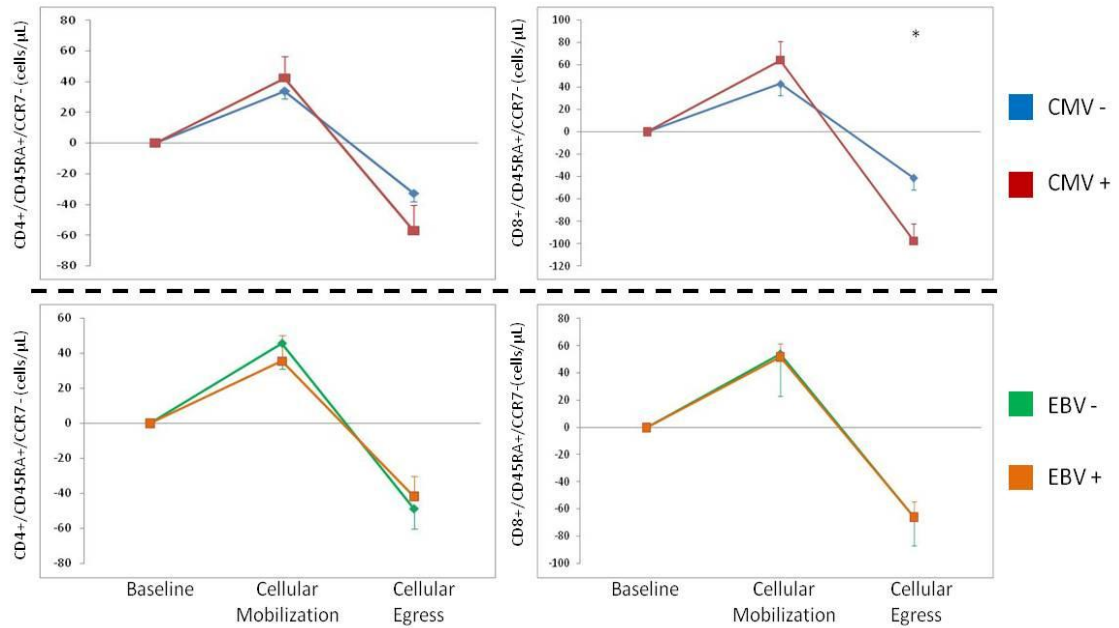 CD4+/CD45RA+/CCR7- (cells/µL)
80
60
40
20
0
-20
-40
-60
-80
CD8+/CD45RA+/CCR7- (cells/µL)
100
80
60
40
20
0
-20
-40
-60
-80
-100
-120
*
CMV -
CMV +
CD4+/CD45RA+/CCR7- (cells/µL)
60
40
20
0
-20
-40
-60
-80
CD8+/CD45RA+/CCR7-(cells/µL)
80
60
40
20
0
-20
-40
-60
-80
-100
EBV -
EBV +
Baseline
Cellular
Mobilization
Cellular
Egress
Baseline
Cellular
Mobilization
Cellular
Egress